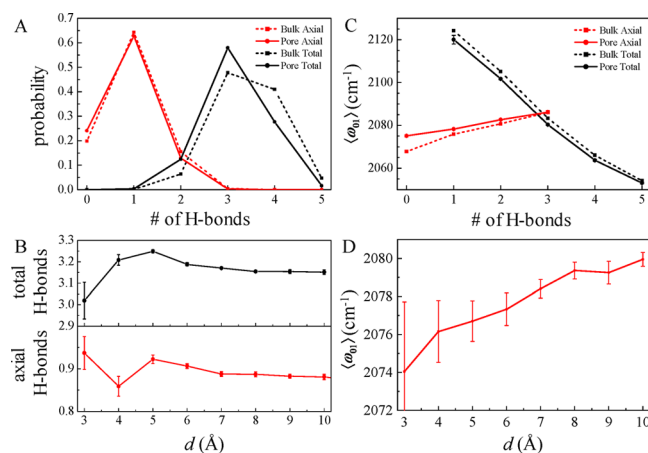 A
Bulk Axial
Pore Axial
Bulk Total
Pore Total
probability
0.7
0.6
0.5
0.4
0.3
0.2
0.1
0.0
0 1 2 3 4 5
# of H-bonds
C
Bulk Axial
Pore Axial
Bulk Total
Pore Total
⟨ω01⟩(cm-1)
2120
2100
2080
2060
0 1 2 3 4 5
# of H-bonds
B
total
H-bonds
3.3
3.2
3.1
3.0
2.9
axial
H-bonds
0.9
0.8
3 4 5 6 7 8 9 10
d (Å)
D
⟨ω01⟩(cm-1)
2080
2078
2076
2074
2072
3 4 5 6 7 8 9 10
d (Å)